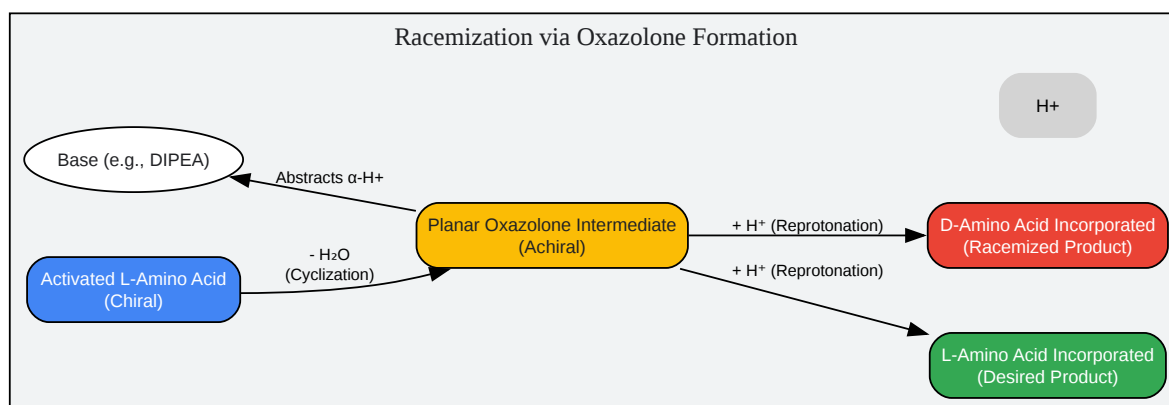 Racemization via Oxazolone Formation
H+
Base (e.g., DIPEA)
Abstracts α-H+
Activated L-Amino Acid
(Chiral)
- H₂O
(Cyclization)
Planar Oxazolone Intermediate
(Achiral)
+ H⁺ (Reprotonation)
+ H⁺ (Reprotonation)
D-Amino Acid Incorporated
(Racemized Product)
L-Amino Acid Incorporated
(Desired Product)